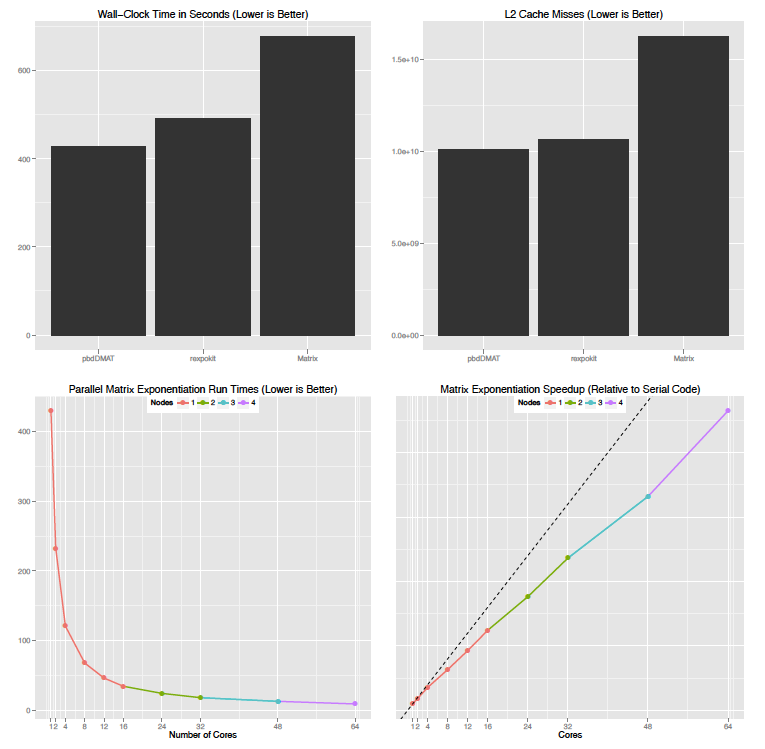 Wall−Clock Time in Seconds (Lower is Better)
600
400
200
0
pbdDMAT rexpokit Matrix
L2 Cache Misses (Lower is Better)
1.5e+10
1.0e+10
5.0e+09
0.0e+00
pbdDMAT rexpokit Matrix
Parallel Matrix Exponentiation Run Times (Lower is Better)
Nodes 1 2 3 4
400
300
200
100
0
1 2 4 8 12 16 24 32 48 64
Number of Cores
Matrix Exponentiation Speedup (Relative to Serial Code)
Nodes 1 2 3 4
1 2 4 8 12 16 24 32 48 64
Cores